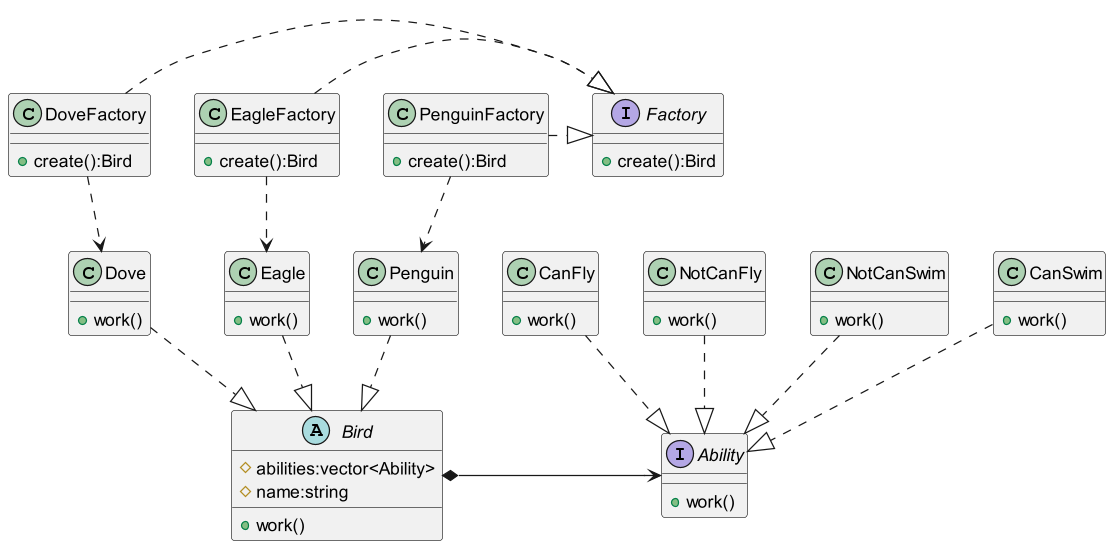 C DoveFactory
+ create():Bird
C EagleFactory
+ create():Bird
C PenguinFactory
+ create():Bird
I Factory
+ create():Bird
C Dove
work()
C Eagle
work()
C Penguin
work()
C CanFly
work()
C NotCanFly
work()
C NotCanSwim
work()
C CanSwim
work()
A Bird
abilities:vector<Ability>
name:string
work()
I Ability
work()